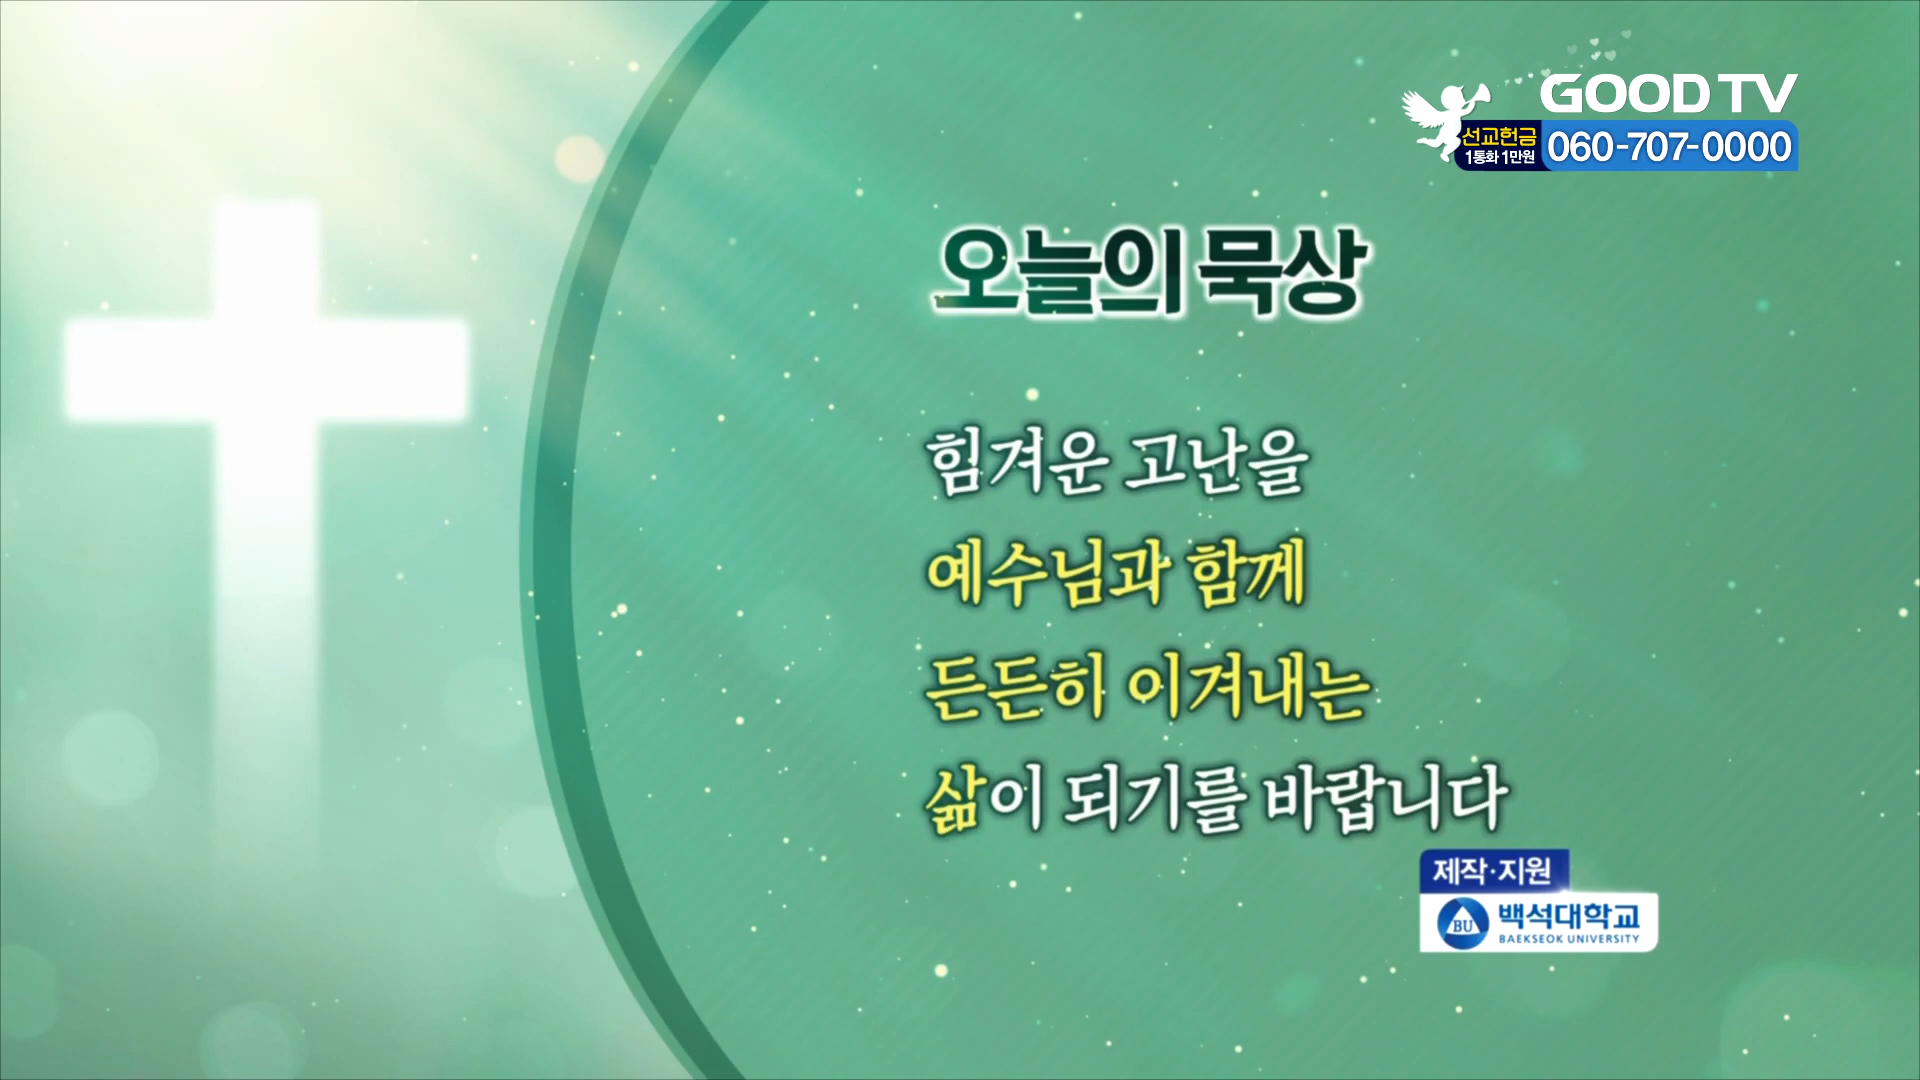 GOOD TV
선교헌금
1통화 1만원
060-707-0000
오늘의 묵상
힘겨운 고난을
예수님과 함께
든든히 이겨내는
삶이 되기를 바랍니다
제작·지원
BU
백석대학교
BAEKSEOK UNIVERSITY